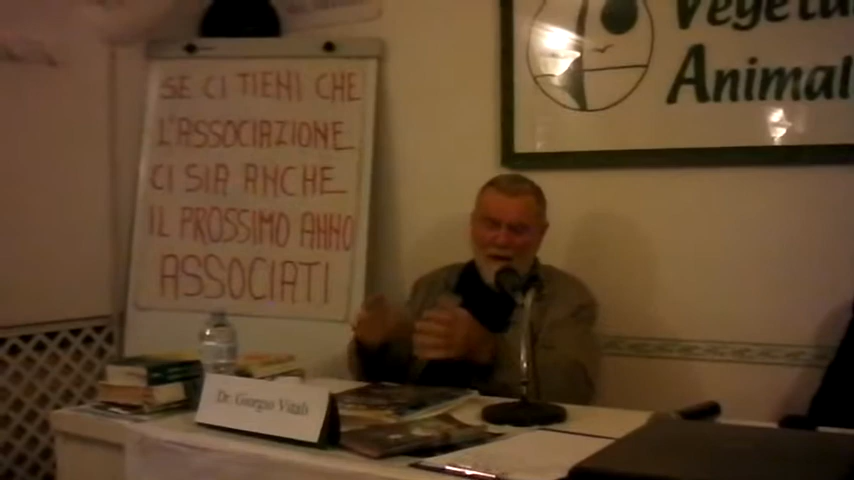 SE CI TIENI CHE
L'ASSOCIAZIONE
CI SIA ANCHE
IL PROSSIMO ANNO
ASSOCIATI
Animal
Dr. Giorgio Vitali